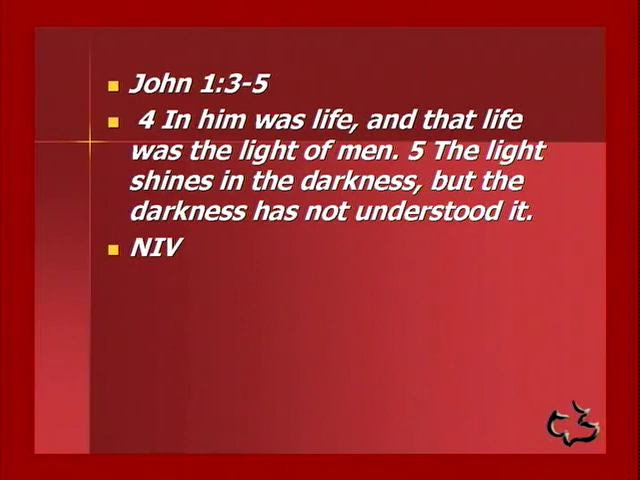 John 1:3-5
4 In him was life, and that life
was the light of men. 5 The light
shines in the darkness, but the
darkness has not understood it.
NIV